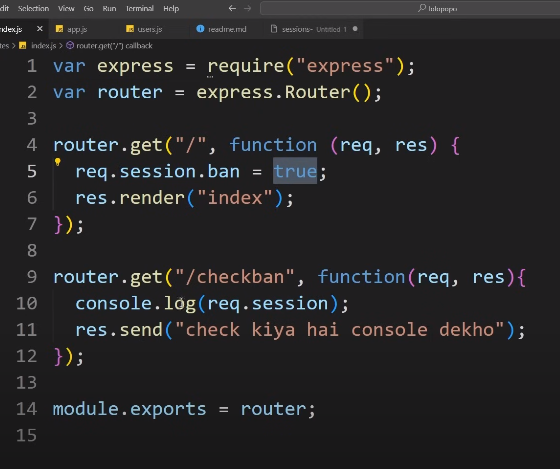 dit Selection View Go Run Terminal Help
ndex.js app.js users.js readme.md sessions- Untitled 1
tes > index.js > router.get("/") callback
1 var express = require("express");
2 var router = express.Router();
3
4 router.get("/", function (req, res) {
5 req.session.ban = true;
6 res.render("index");
7 });
8
9 router.get("/checkban", function(req, res){
10 console.log(req.session);
11 res.send("check kiya hai console dekho");
12 });
13
14 module.exports = router;
15